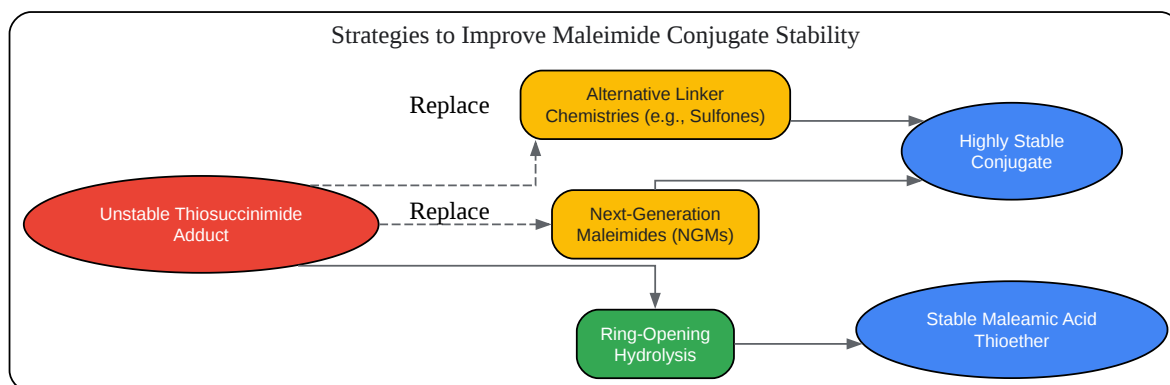 Strategies to Improve Maleimide Conjugate Stability
Replace
Alternative Linker
Chemistries (e.g., Sulfones)
Highly Stable
Conjugate
Unstable Thiosuccinimide
Adduct
Replace
Next-Generation
Maleimides (NGMs)
Ring-Opening
Hydrolysis
Stable Maleamic Acid
Thioether